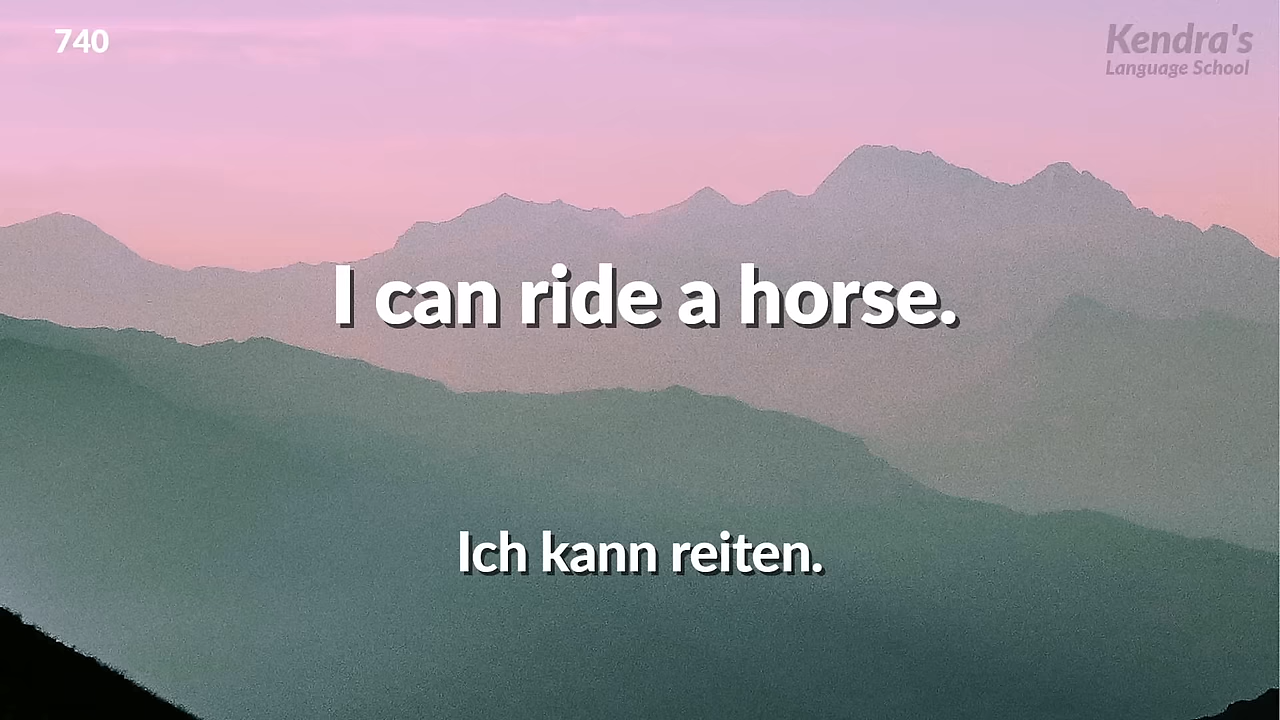 740
Kendra's
Language School
I can ride a horse.
Ich kann reiten.